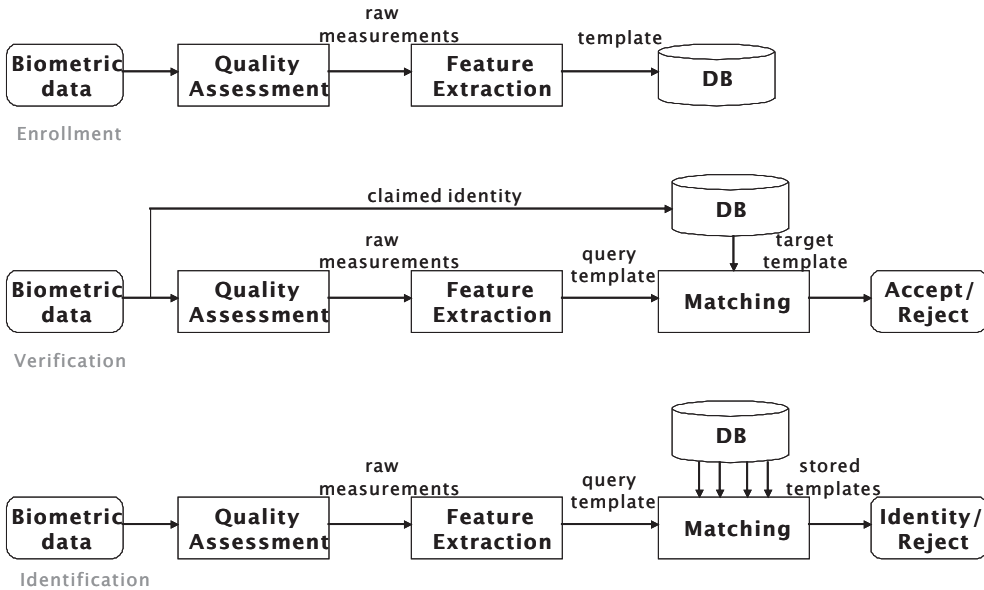 raw
measurements
template
Biometric
data
Quality
Assessment
Feature
Extraction
DB
Enrollment
claimed identity
DB
raw
measurements
query
template
target
template
Biometric
data
Quality
Assessment
Feature
Extraction
Matching
Accept/
Reject
Verification
DB
raw
measurements
query
template
stored
templates
Biometric
data
Quality
Assessment
Feature
Extraction
Matching
Identity/
Reject
Identification